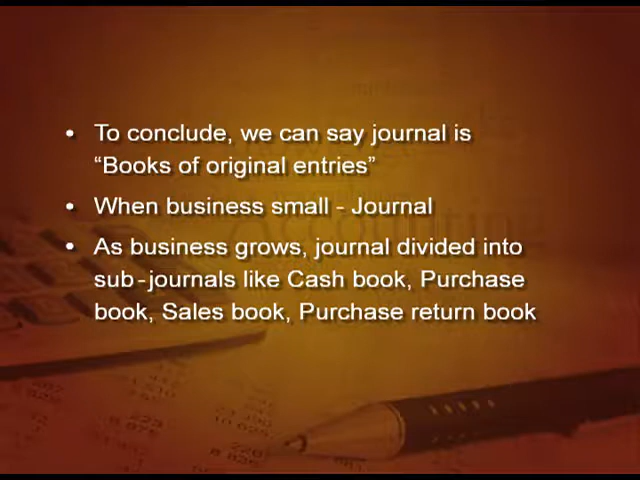 • To conclude, we can say journal is
“Books of original entries”
• When business small - Journal
• As business grows, journal divided into
sub-journals like Cash book, Purchase
book, Sales book, Purchase return book